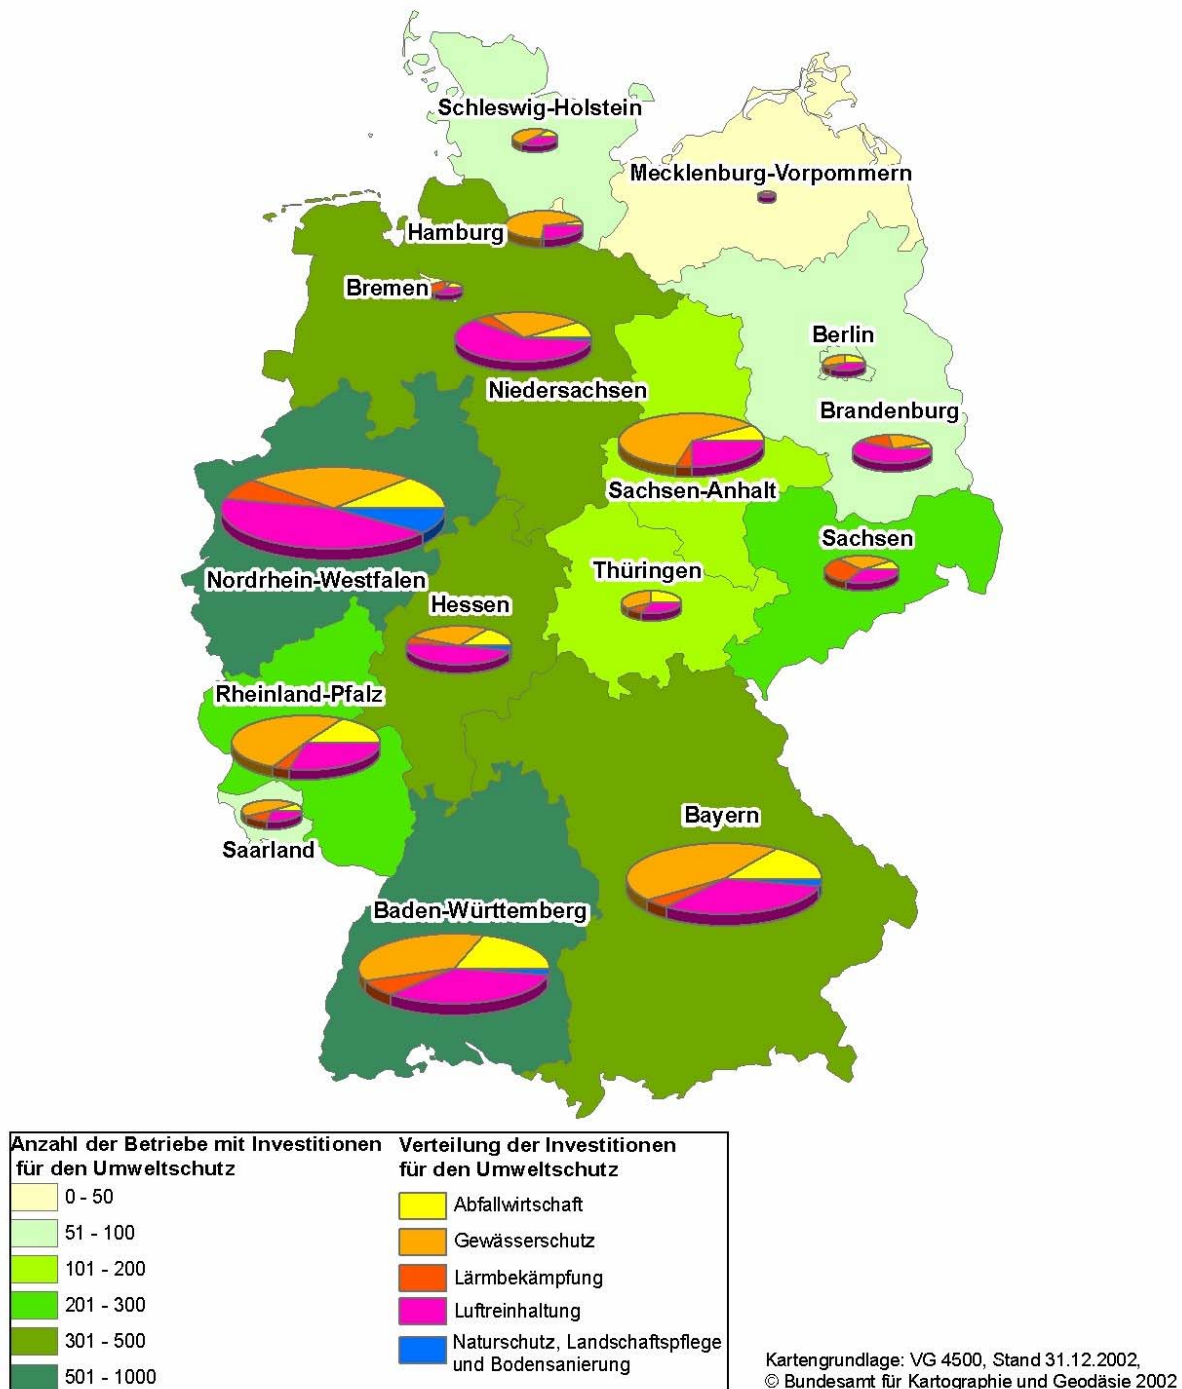 Schleswig-Holstein
Mecklenburg-Vorpommern
Hamburg
Bremen
Berlin
Niedersachsen
Brandenburg
Sachsen-Anhalt
Sachsen
Nordrhein-Westfalen
Thüringen
Hessen
Rheinland-Pfalz
Bayern
Saarland
Baden-Württemberg
Anzahl der Betriebe mit Investitionen
für den Umweltschutz
0 - 50
51 - 100
101 - 200
201 - 300
301 - 500
501 - 1000
Verteilung der Investitionen
für den Umweltschutz
Abfallwirtschaft
Gewässerschutz
Lärmbekämpfung
Luftreinhaltung
Naturschutz, Landschaftspflege
und Bodensanierung
Kartengrundlage: VG 4500, Stand 31.12.2002,
© Bundesamt für Kartographie und Geodäsie 2002